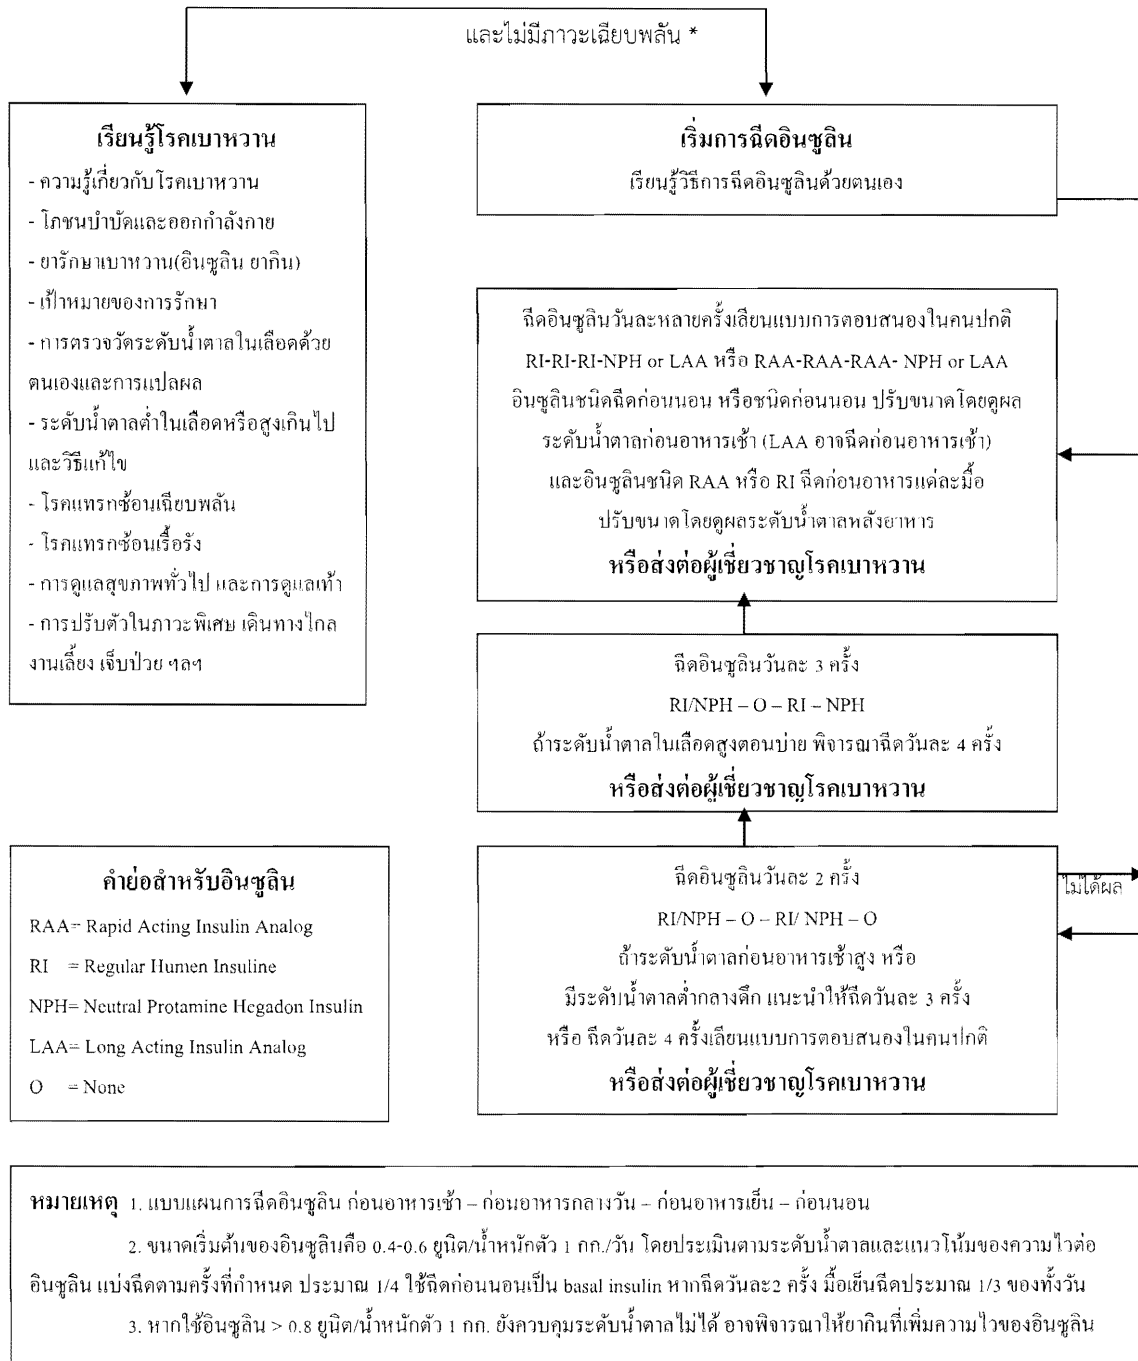 และไม่มีภาวะเฉียบพลัน *
เรียนรู้โรคเบาหวาน
- ความรู้เกี่ยวกับโรคเบาหวาน
- โภชนบำบัดและออกกำลังกาย
- ยารักษาเบาหวาน(อินซูลิน ยากิน)
- เป้าหมายของการรักษา
- การตรวจวัดระดับน้ำตาลในเลือดด้วย
ตนเองและการแปลผล
- ระดับน้ำตาลต่ำในเลือดหรือสูงเกินไป
และวิธีแก้ไข
- โรคแทรกซ้อนเฉียบพลัน
- โรคแทรกซ้อนเรื้อรัง
- การดูแลสุขภาพทั่วไป และการดูแลเท้า
- การปรับตัวในภาวะพิเศษ เดินทางไกล
งานเลี้ยง เจ็บป่วย ฯลฯ
เริ่มการฉีดอินซูลิน
เรียนรู้วิธีการฉีดอินซูลินด้วยตนเอง
ฉีดอินซูลินวันละหลายครั้งเลียนแบบการตอบสนองในคนปกติ
RI-RI-RI-NPH or LAA หรือ RAA-RAA-RAA- NPH or LAA
อินซูลินชนิดฉีดก่อนนอน หรือชนิดก่อนนอน ปรับขนาดโดยดูผล
ระดับน้ำตาลก่อนอาหารเช้า (LAA อาจฉีดก่อนอาหารเช้า)
และอินซูลินชนิด RAA หรือ RI ฉีดก่อนอาหารแต่ละมื้อ
ปรับขนาดโดยดูผลระดับน้ำตาลหลังอาหาร
หรือส่งต่อผู้เชี่ยวชาญโรคเบาหวาน
ฉีดอินซูลินวันละ 3 ครั้ง
RI/NPH – O – RI – NPH
ถ้าระดับน้ำตาลในเลือดสูงตอนบ่าย พิจารณาฉีดวันละ 4 ครั้ง
หรือส่งต่อผู้เชี่ยวชาญโรคเบาหวาน
คำย่อสำหรับอินซูลิน
RAA= Rapid Acting Insulin Analog
RI = Regular Humen Insuline
NPH= Neutral Protamine Hegadon Insulin
LAA= Long Acting Insulin Analog
O = None
ฉีดอินซูลินวันละ 2 ครั้ง
RI/NPH – O – RI/ NPH – O
ถ้าระดับน้ำตาลก่อนอาหารเช้าสูง หรือ
มีระดับน้ำตาลต่ำกลางดึก แนะนำให้ฉีดวันละ 3 ครั้ง
หรือ ฉีดวันละ 4 ครั้งเลียนแบบการตอบสนองในคนปกติ
หรือส่งต่อผู้เชี่ยวชาญโรคเบาหวาน
ไม่ได้ผล
หมายเหตุ 1. แบบแผนการฉีดอินซูลิน ก่อนอาหารเช้า – ก่อนอาหารกลางวัน – ก่อนอาหารเย็น – ก่อนนอน
2. ขนาดเริ่มต้นของอินซูลินคือ 0.4-0.6 ยูนิต/น้ำหนักตัว 1 กก./วัน โดยประเมินตามระดับน้ำตาลและแนวโน้มของความไวต่อ
อินซูลิน แบ่งฉีดตามครั้งที่กำหนด ประมาณ 1/4 ใช้ฉีดก่อนนอนเป็น basal insulin หากฉีดวันละ2 ครั้ง มื้อเย็นฉีดประมาณ 1/3 ของทั้งวัน
3. หากใช้อินซูลิน > 0.8 ยูนิต/น้ำหนักตัว 1 กก. ยังควบคุมระดับน้ำตาลไม่ได้ อาจพิจารณาให้ยากินที่เพิ่มความไวของอินซูลิน